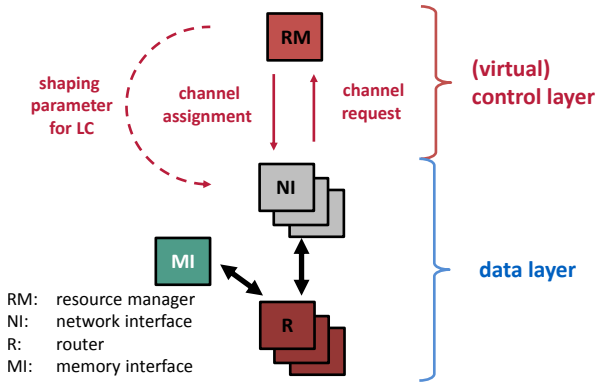 RM
shaping
parameter
for LC
channel
assignment
channel
request
(virtual)
control layer
NI
MI
data layer
R
RM: resource manager
NI: network interface
R: router
MI: memory interface